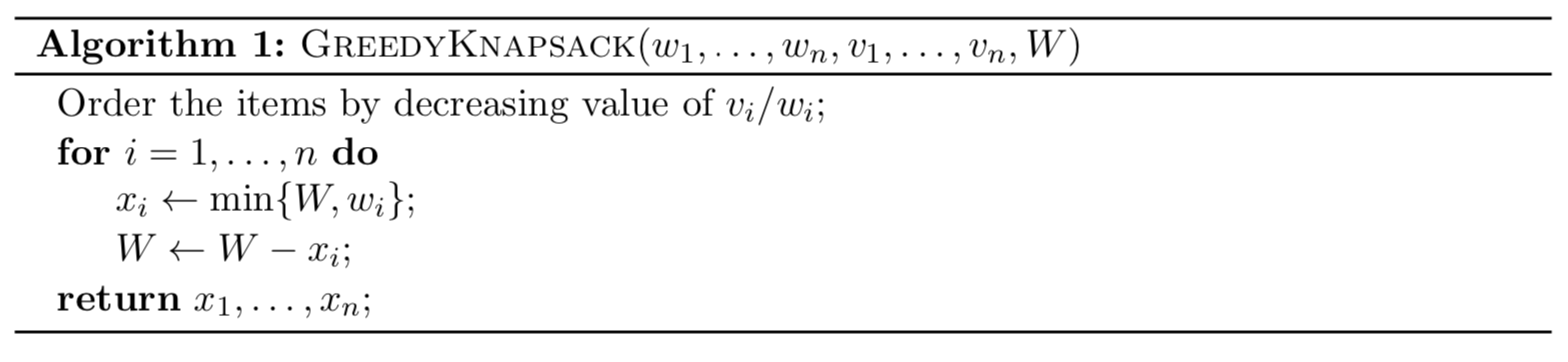 Algorithm 1: GREEDYKNAPSACK(w₁, . . . , wₙ, v₁, . . . , vₙ, W)
Order the items by decreasing value of vᵢ/wᵢ;
for i = 1, . . . , n do
xᵢ ← min{W, wᵢ};
W ← W − xᵢ;
return x₁, . . . , xₙ;